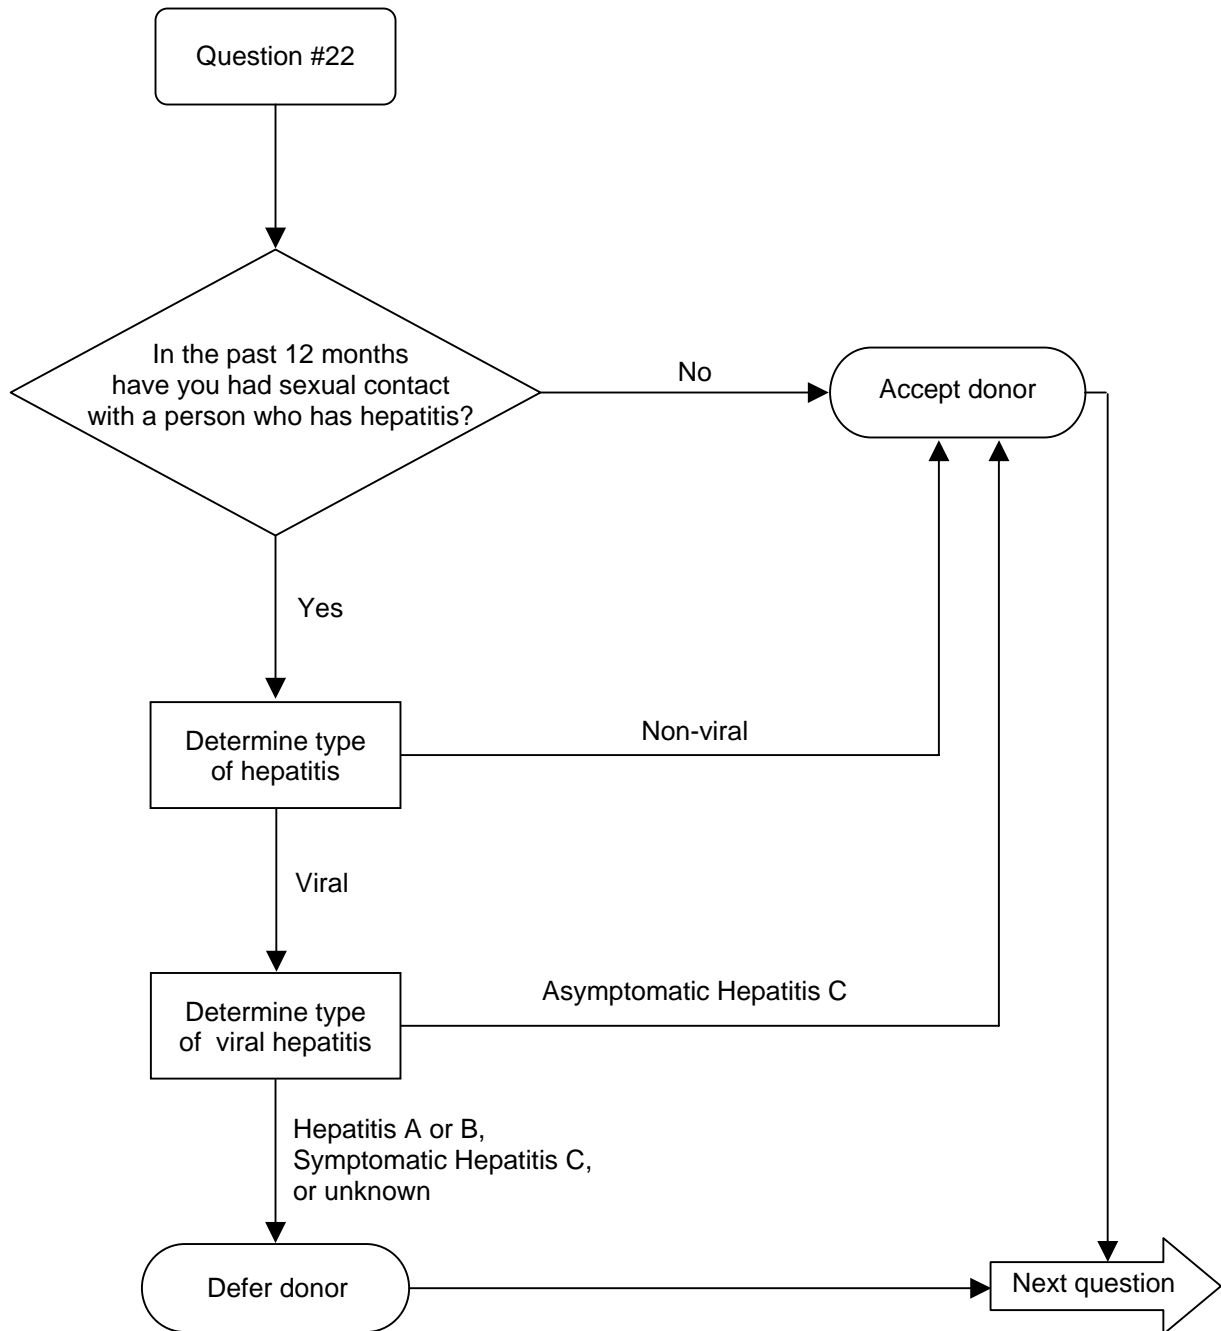 Question #22
In the past 12 months
have you had sexual contact
with a person who has hepatitis?
No
Accept donor
Yes
Determine type
of hepatitis
Non-viral
Viral
Determine type
of viral hepatitis
Asymptomatic Hepatitis C
Hepatitis A or B,
Symptomatic Hepatitis C,
or unknown
Defer donor
Next question